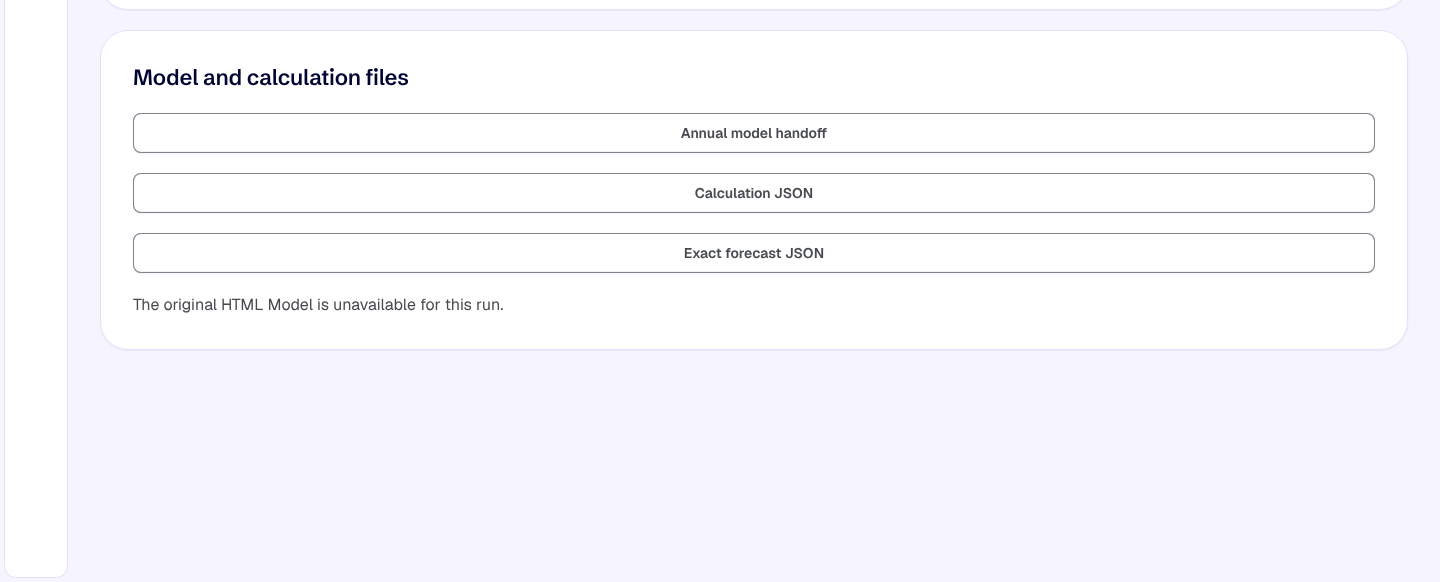 Model and calculation files
Annual model handoff
Calculation JSON
Exact forecast JSON
The original HTML Model is unavailable for this run.